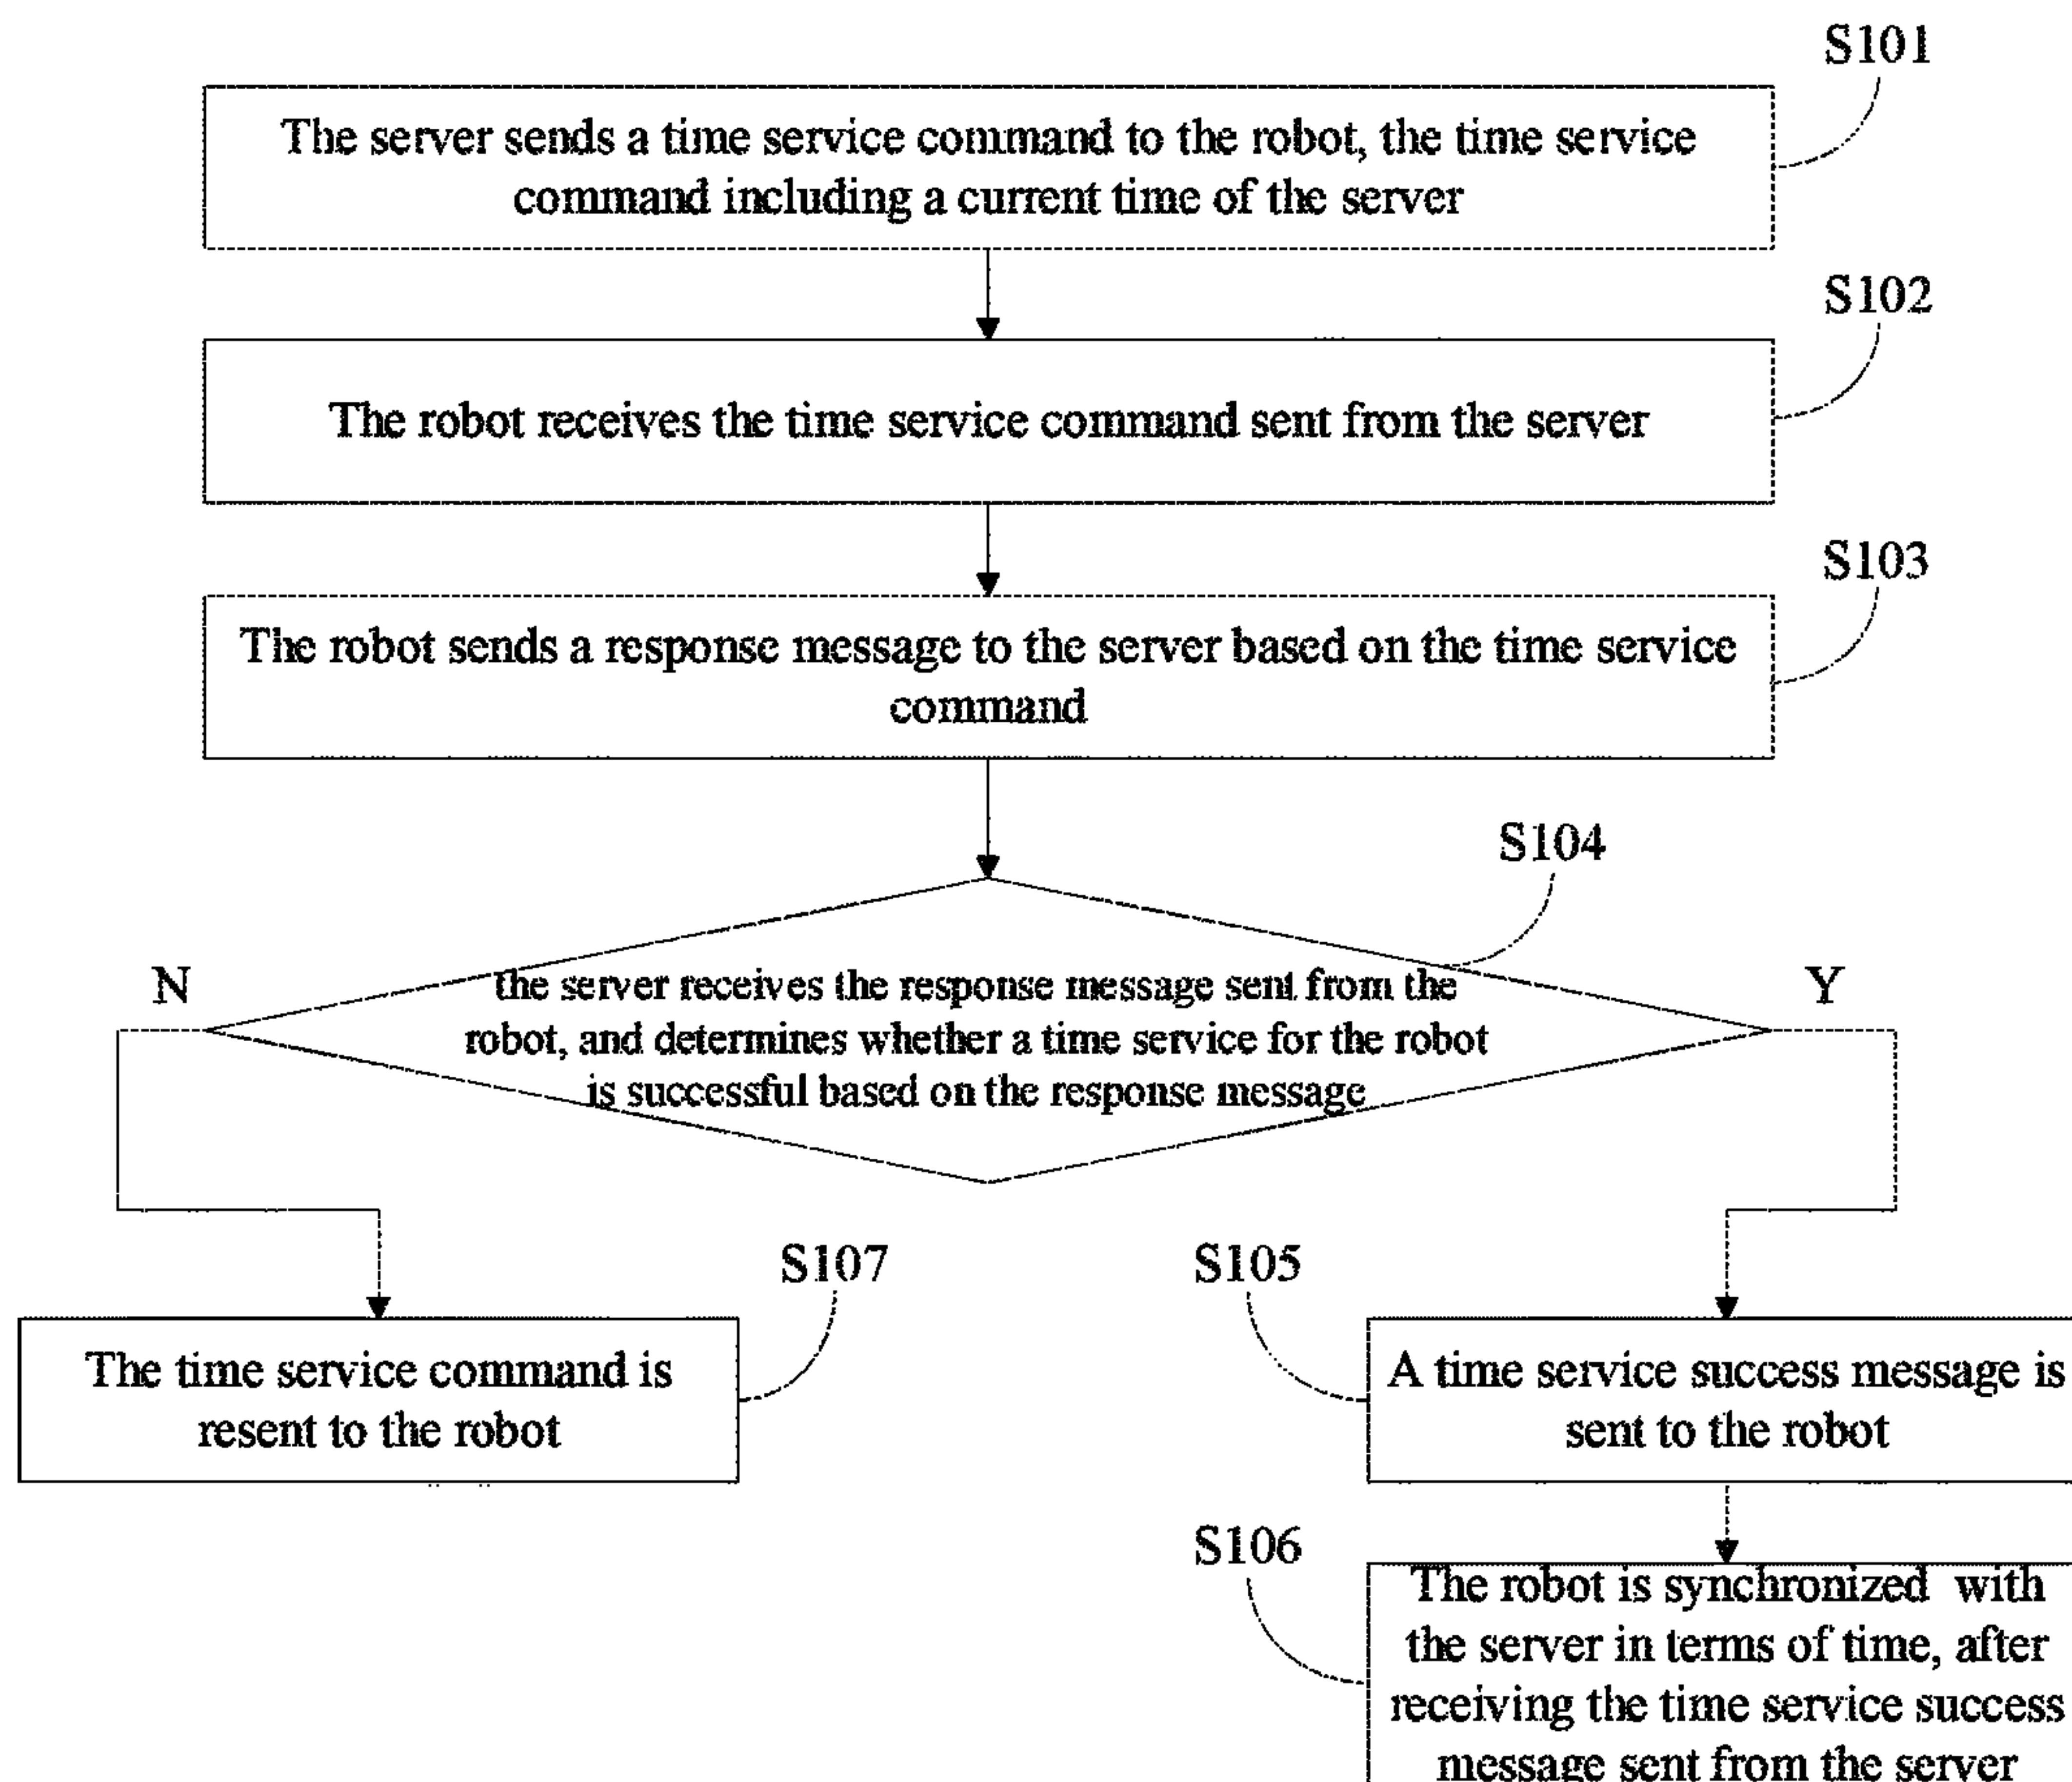 S101
The server sends a time service command to the robot, the time service
command including a current time of the server
S102
The robot receives the time service command sent from the server
S103
The robot sends a response message to the server based on the time service
command
S104
N
Y
the server receives the response message sent from the
robot, and determines whether a time service for the robot
is successful based on the response message
S107
The time service command is
resent to the robot
S105
A time service success message is
sent to the robot
S106
The robot is synchronized with
the server in terms of time, after
receiving the time service success
message sent from the server